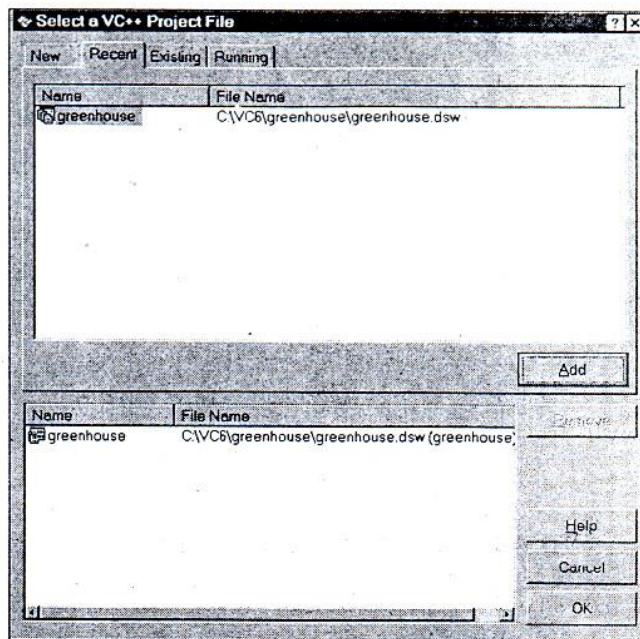 Select a VC++ Project File
New Recent Existing Running
Name File Name
greenhouse C:\VC6\greenhouse\greenhouse.dsw
Add
Name File Name
greenhouse C:\VC6\greenhouse\greenhouse.dsw (greenhouse)
Remove
Help
Cancel
OK